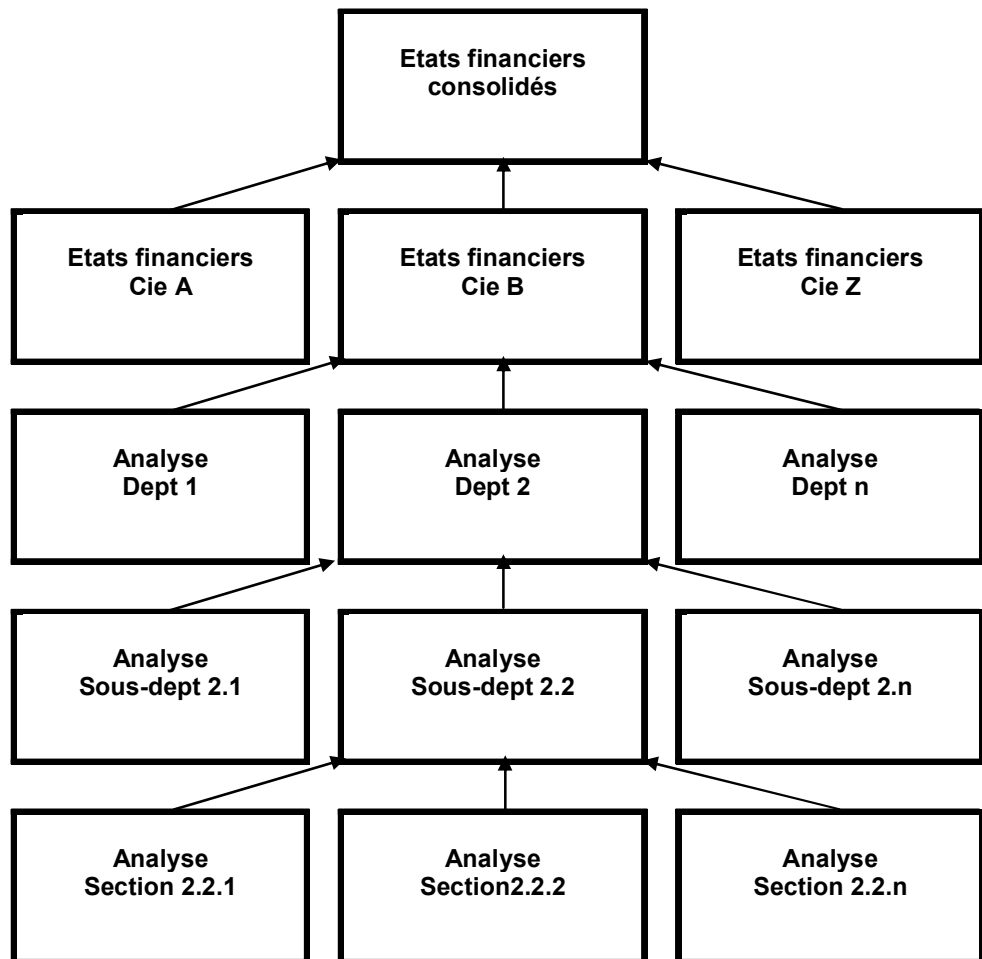 Etats financiers
consolidés
Etats financiers
Cie A
Etats financiers
Cie B
Etats financiers
Cie Z
Analyse
Dept 1
Analyse
Dept 2
Analyse
Dept n
Analyse
Sous-dept 2.1
Analyse
Sous-dept 2.2
Analyse
Sous-dept 2.n
Analyse
Section 2.2.1
Analyse
Section2.2.2
Analyse
Section 2.2.n